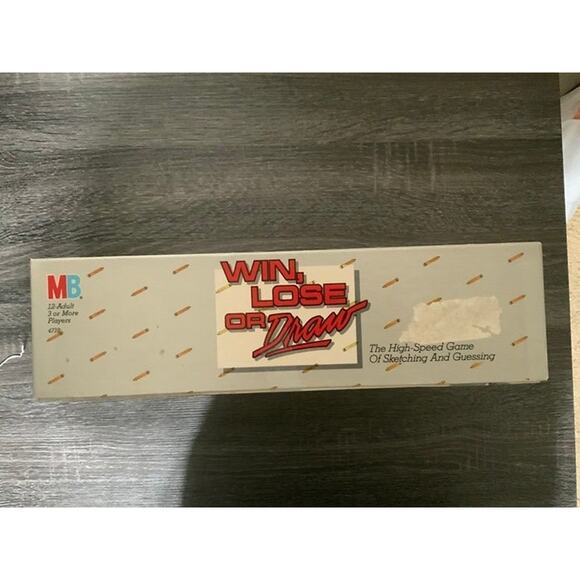 MB
12-Adult
3 or More
Players
WIN,
LOSE
OR Draw
The High-Speed Game
Of Sketching And Guessing